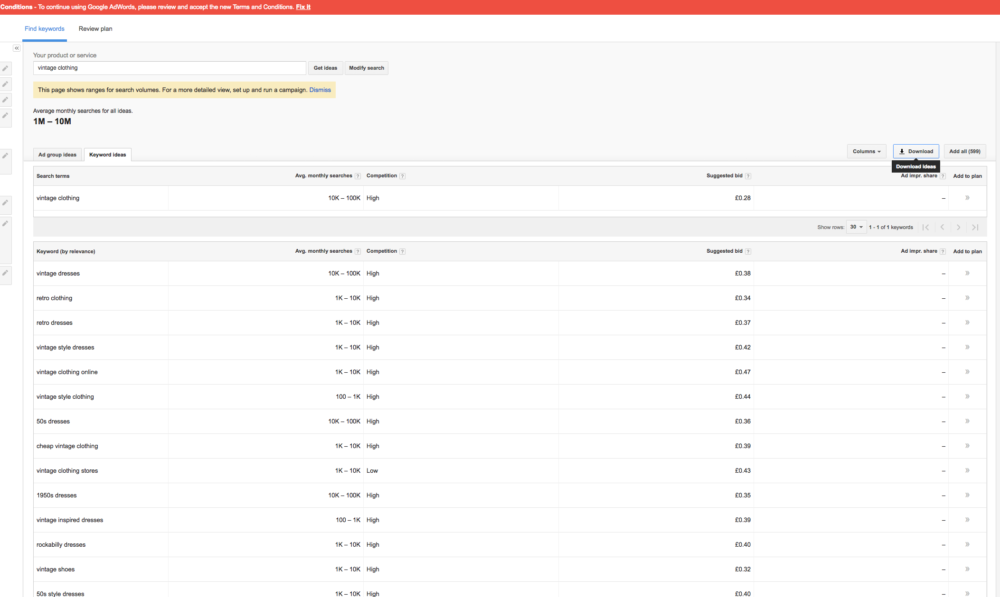 Conditions - To continue using Google AdWords, please review and accept the new Terms and Conditions. Fix it
Find keywords Review plan
Your product or service
vintage clothing Get ideas Modify search
This page shows ranges for search volumes. For a more detailed view, set up and run a campaign. Dismiss
Average monthly searches for all ideas.
1M – 10M
Ad group ideas Keyword ideas Columns Download Add all (599)
Download ideas
Search terms Avg. monthly searches ? Competition ? Suggested bid ? Ad impr. share ? Add to plan
vintage clothing 10K – 100K High £0.28 – »
Show rows: 30 1 - 1 of 1 keywords
Keyword (by relevance) Avg. monthly searches ? Competition ? Suggested bid ? Ad impr. share ? Add to plan
vintage dresses 10K – 100K High £0.38 – »
retro clothing 1K – 10K High £0.34 – »
retro dresses 1K – 10K High £0.37 – »
vintage style dresses 1K – 10K High £0.42 – »
vintage clothing online 1K – 10K High £0.47 – »
vintage style clothing 100 – 1K High £0.44 – »
50s dresses 10K – 100K High £0.36 – »
cheap vintage clothing 1K – 10K High £0.39 – »
vintage clothing stores 1K – 10K Low £0.43 – »
1950s dresses 10K – 100K High £0.35 – »
vintage inspired dresses 100 – 1K High £0.39 – »
rockabilly dresses 1K – 10K High £0.40 – »
vintage shoes 1K – 10K High £0.32 – »
50s style dresses 1K – 10K High £0.40 – »